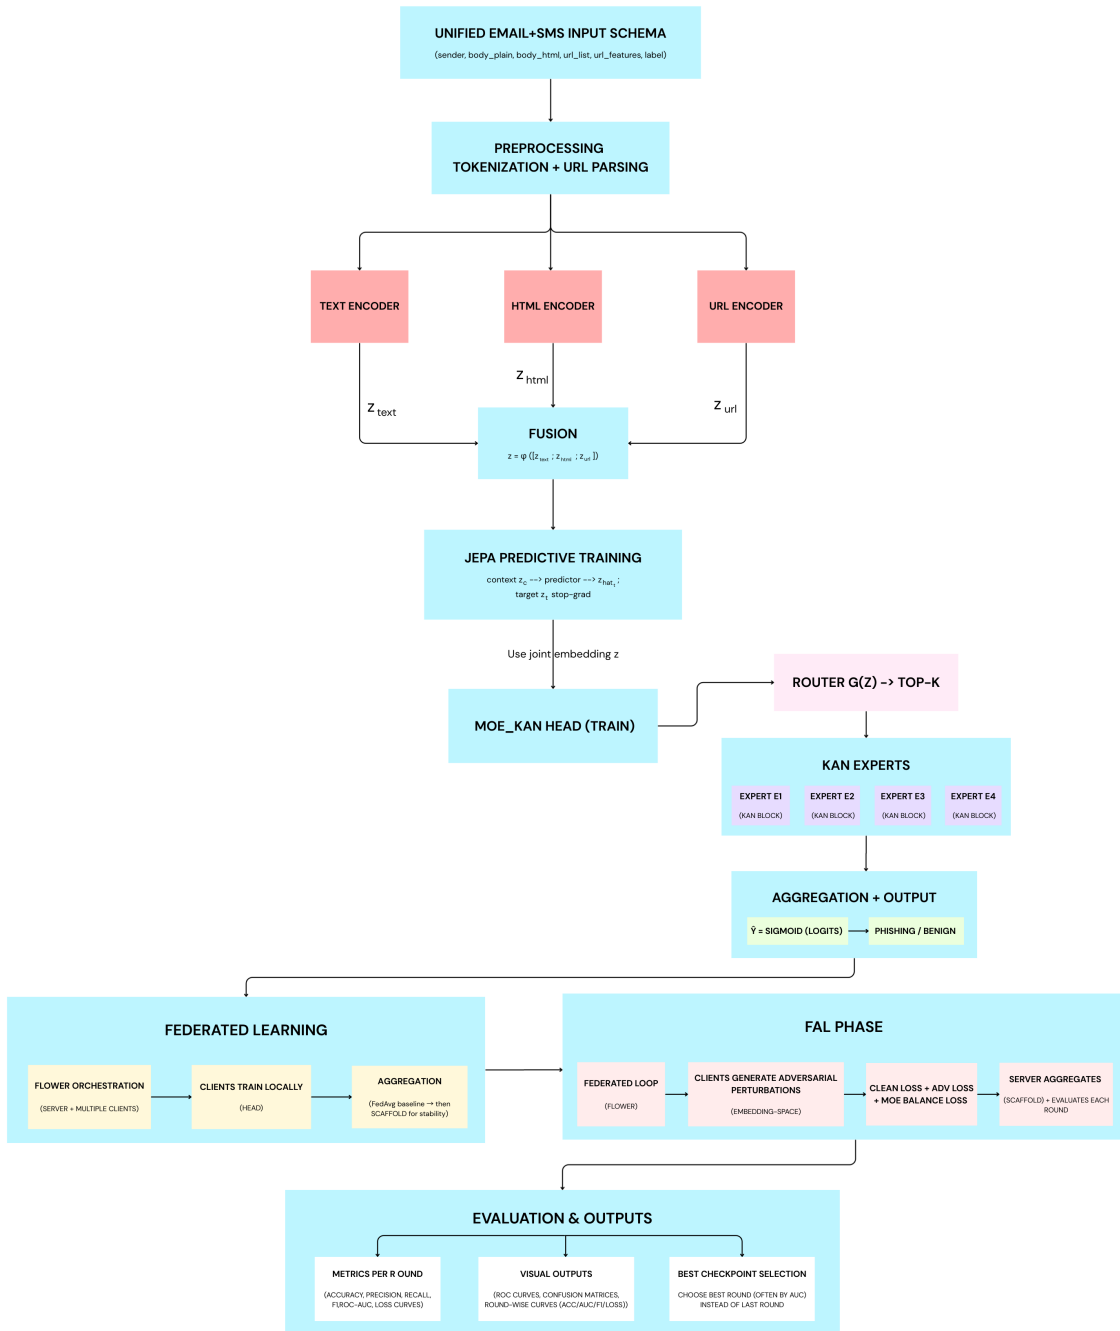 UNIFIED EMAIL+SMS INPUT SCHEMA
(sender, body_plain, body_html, url_list, url_features, label)
PREPROCESSING
TOKENIZATION + URL PARSING
TEXT ENCODER
HTML ENCODER
URL ENCODER
z html
z text
z url
FUSION
z = φ ([z text ; z html ; z url ])
JEPA PREDICTIVE TRAINING
context z c --> predictor --> z hat t ;
target z t stop-grad
Use joint embedding z
ROUTER G(Z) -> TOP-K
MOE_KAN HEAD (TRAIN)
KAN EXPERTS
EXPERT E1
(KAN BLOCK)
EXPERT E2
(KAN BLOCK)
EXPERT E3
(KAN BLOCK)
EXPERT E4
(KAN BLOCK)
AGGREGATION + OUTPUT
Ŷ = SIGMOID (LOGITS)
PHISHING / BENIGN
FEDERATED LEARNING
FLOWER ORCHESTRATION
(SERVER + MULTIPLE CLIENTS)
CLIENTS TRAIN LOCALLY
(HEAD)
AGGREGATION
(FedAvg baseline → then
SCAFFOLD for stability)
FAL PHASE
FEDERATED LOOP
(FLOWER)
CLIENTS GENERATE ADVERSARIAL
PERTURBATIONS
(EMBEDDING-SPACE)
CLEAN LOSS + ADV LOSS
+ MOE BALANCE LOSS
SERVER AGGREGATES
(SCAFFOLD) + EVALUATES EACH
ROUND
EVALUATION & OUTPUTS
METRICS PER R OUND
(ACCURACY, PRECISION, RECALL,
F1,ROC-AUC, LOSS CURVES)
VISUAL OUTPUTS
(ROC CURVES, CONFUSION MATRICES,
ROUND-WISE CURVES (ACC/AUC/F1/LOSS))
BEST CHECKPOINT SELECTION
CHOOSE BEST ROUND (OFTEN BY AUC)
INSTEAD OF LAST ROUND